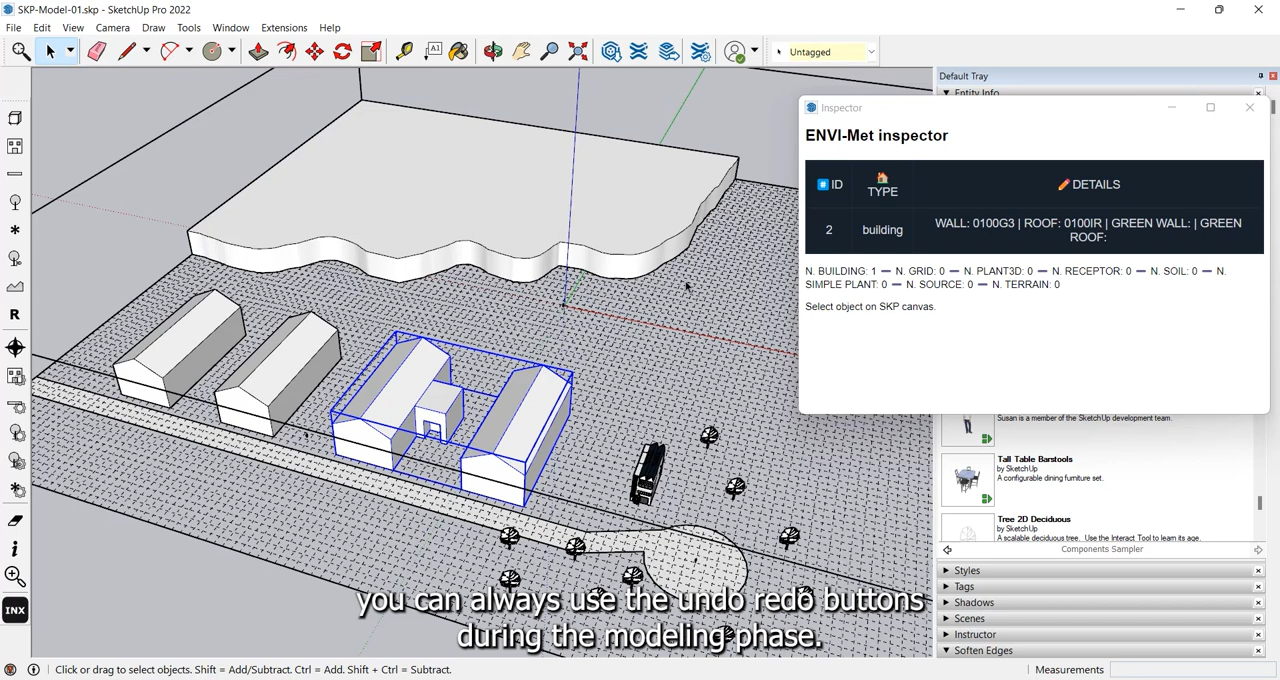 SKP-Model-01.skp - SketchUp Pro 2022
File Edit View Camera Draw Tools Window Extensions Help
A1
Untagged
Default Tray
Entity Info
Inspector
ENVI-Met inspector
# ID TYPE DETAILS
2 building WALL: 0100G3 | ROOF: 0100IR | GREEN WALL: | GREEN
ROOF:
N. BUILDING: 1 — N. GRID: 0 — N. PLANT3D: 0 — N. RECEPTOR: 0 — N. SOIL: 0 — N.
SIMPLE PLANT: 0 — N. SOURCE: 0 — N. TERRAIN: 0
Select object on SKP canvas.
R
i
INX
Susan is a member of the SketchUp development team.
Tall Table Barstools
by SketchUp
A configurable dining furniture set.
Tree 2D Deciduous
by SketchUp
A scalable deciduous tree. Use the Interact Tool to learn its age.
Components Sampler
Styles
Tags
Shadows
Scenes
Instructor
Soften Edges
you can always use the undo redo buttons
during the modeling phase.
Click or drag to select objects. Shift = Add/Subtract. Ctrl = Add. Shift + Ctrl = Subtract.
Measurements